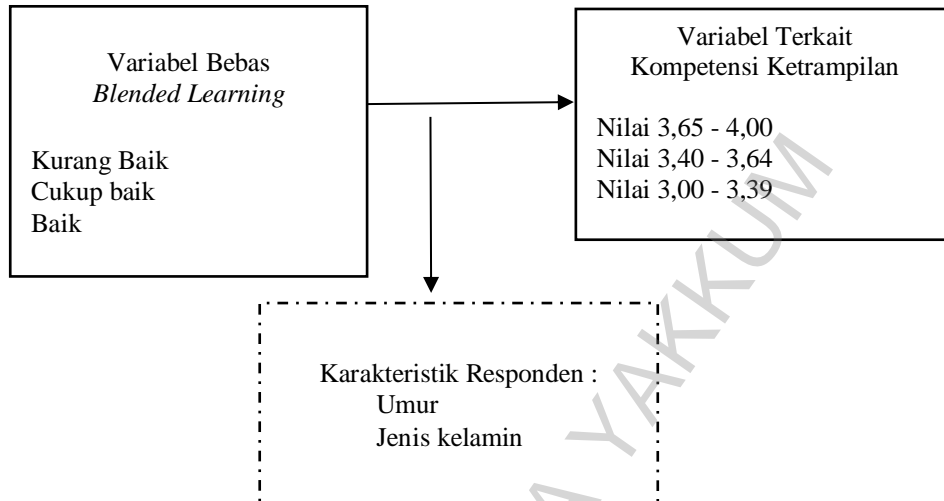 Variabel Bebas
Blended Learning
Kurang Baik
Cukup baik
Baik
Variabel Terkait
Kompetensi Ketrampilan
Nilai 3,65 - 4,00
Nilai 3,40 - 3,64
Nilai 3,00 - 3,39
Karakteristik Responden :
Umur
Jenis kelamin
A YAKKUM